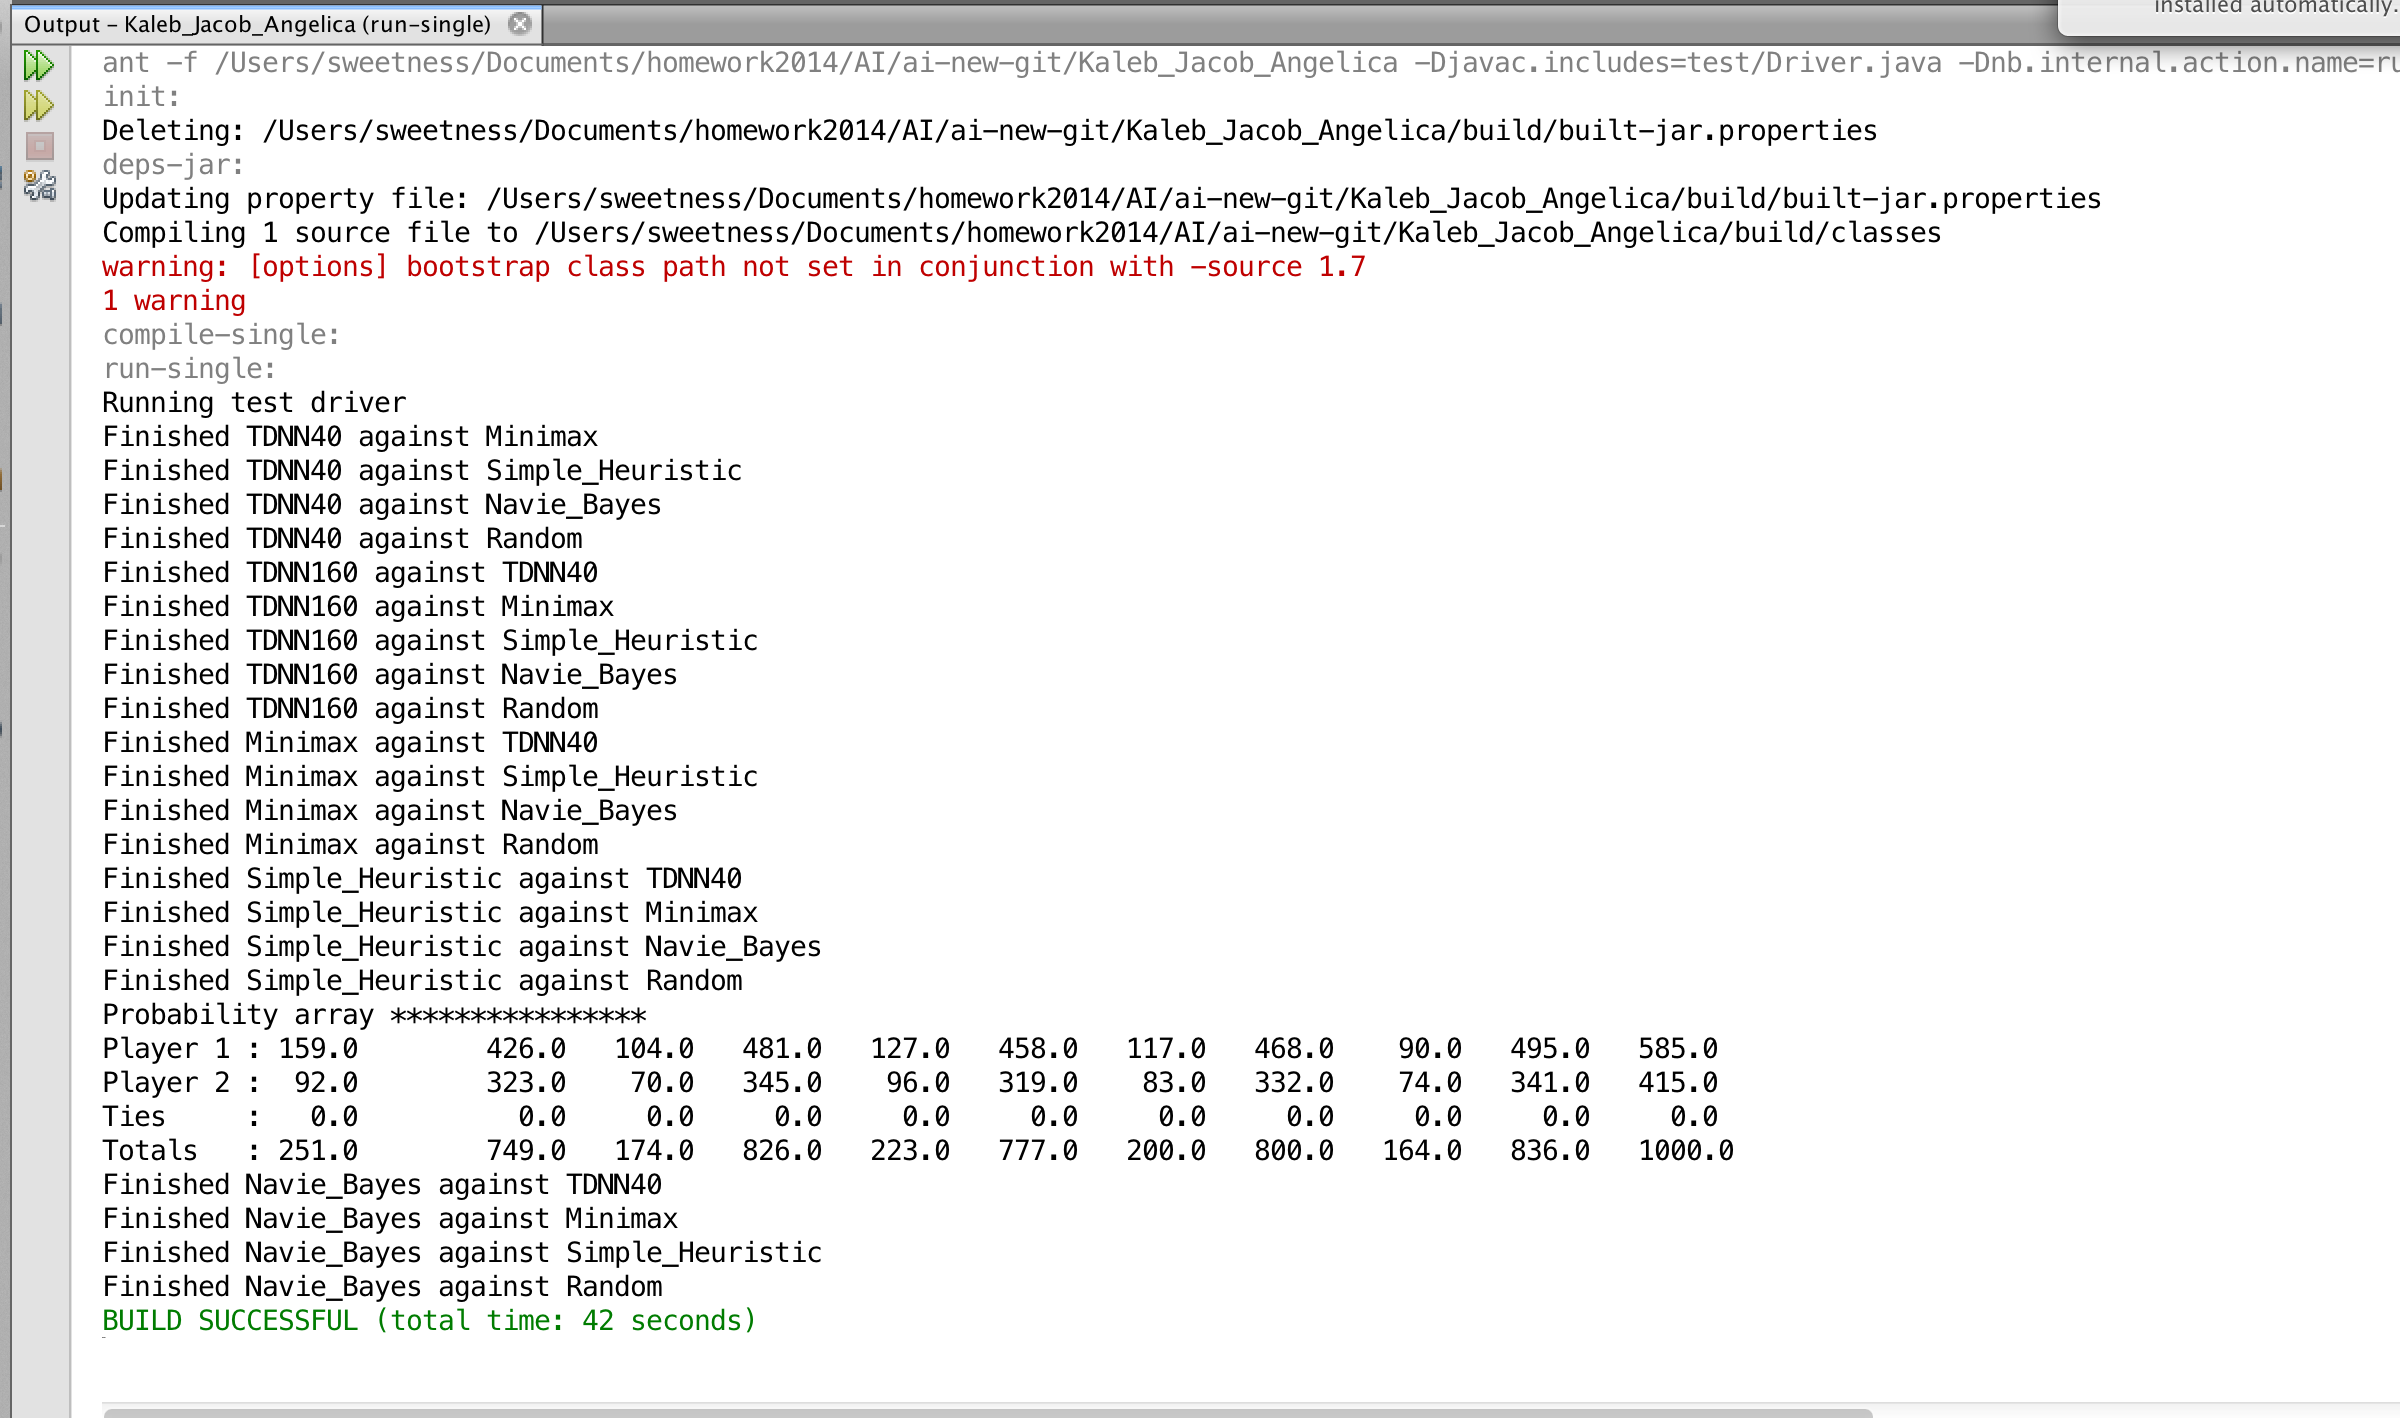 installed automatically.
Output – Kaleb_Jacob_Angelica (run-single)
ant -f /Users/sweetness/Documents/homework2014/AI/ai-new-git/Kaleb_Jacob_Angelica -Djavac.includes=test/Driver.java -Dnb.internal.action.name=ru
init:
Deleting: /Users/sweetness/Documents/homework2014/AI/ai-new-git/Kaleb_Jacob_Angelica/build/built-jar.properties
deps-jar:
Updating property file: /Users/sweetness/Documents/homework2014/AI/ai-new-git/Kaleb_Jacob_Angelica/build/built-jar.properties
Compiling 1 source file to /Users/sweetness/Documents/homework2014/AI/ai-new-git/Kaleb_Jacob_Angelica/build/classes
warning: [options] bootstrap class path not set in conjunction with -source 1.7
1 warning
compile-single:
run-single:
Running test driver
Finished TDNN40 against Minimax
Finished TDNN40 against Simple_Heuristic
Finished TDNN40 against Navie_Bayes
Finished TDNN40 against Random
Finished TDNN160 against TDNN40
Finished TDNN160 against Minimax
Finished TDNN160 against Simple_Heuristic
Finished TDNN160 against Navie_Bayes
Finished TDNN160 against Random
Finished Minimax against TDNN40
Finished Minimax against Simple_Heuristic
Finished Minimax against Navie_Bayes
Finished Minimax against Random
Finished Simple_Heuristic against TDNN40
Finished Simple_Heuristic against Minimax
Finished Simple_Heuristic against Navie_Bayes
Finished Simple_Heuristic against Random
Probability array ****************
Player 1 : 159.0 426.0 104.0 481.0 127.0 458.0 117.0 468.0 90.0 495.0 585.0
Player 2 : 92.0 323.0 70.0 345.0 96.0 319.0 83.0 332.0 74.0 341.0 415.0
Ties : 0.0 0.0 0.0 0.0 0.0 0.0 0.0 0.0 0.0 0.0 0.0
Totals : 251.0 749.0 174.0 826.0 223.0 777.0 200.0 800.0 164.0 836.0 1000.0
Finished Navie_Bayes against TDNN40
Finished Navie_Bayes against Minimax
Finished Navie_Bayes against Simple_Heuristic
Finished Navie_Bayes against Random
BUILD SUCCESSFUL (total time: 42 seconds)